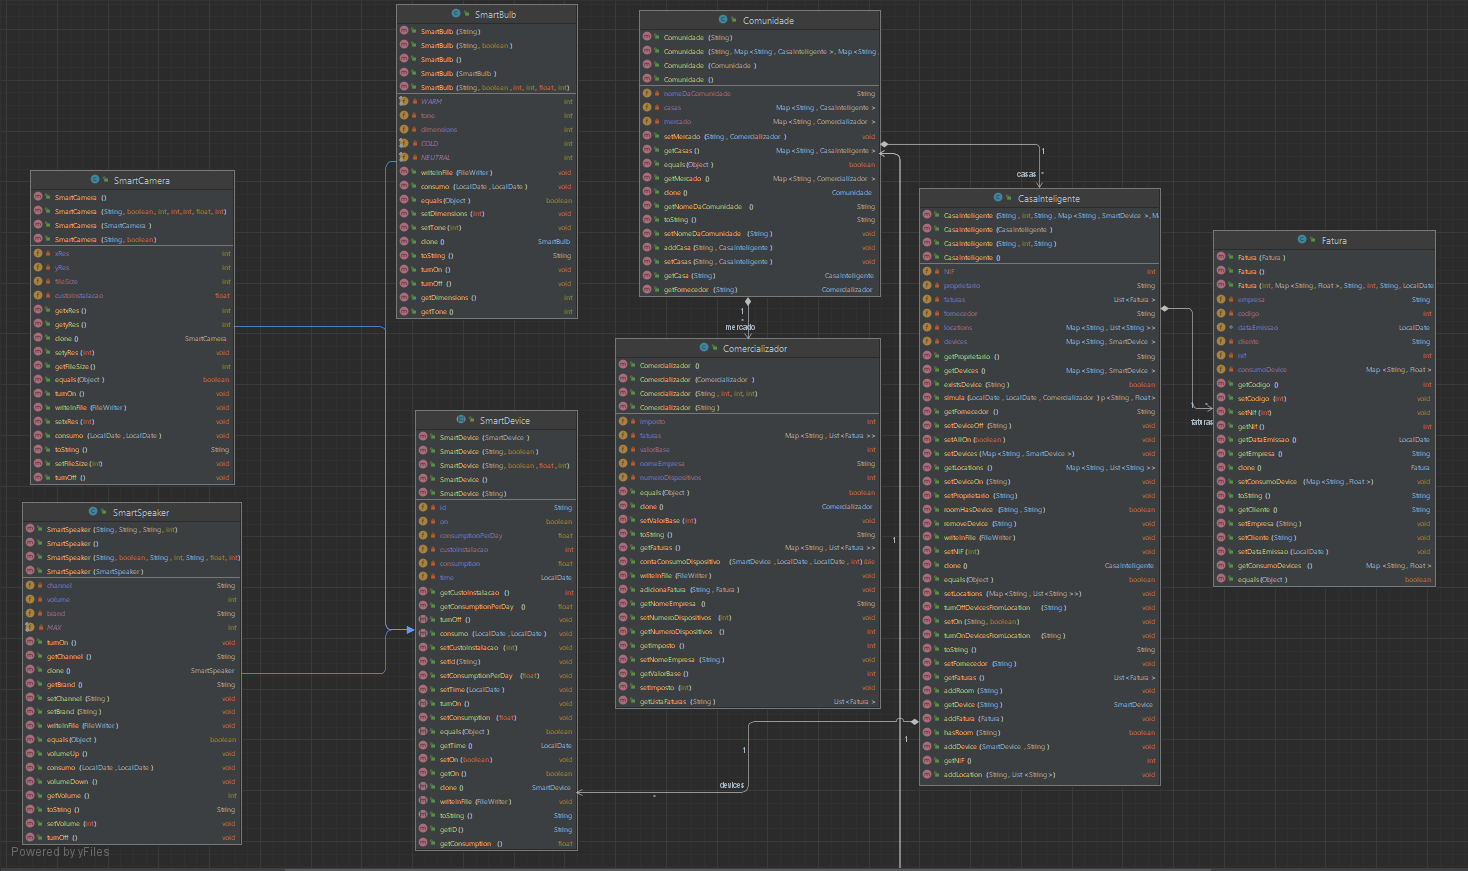 SmartBulb
SmartBulb (String)
SmartBulb (String, boolean)
SmartBulb ()
SmartBulb (SmartBulb)
SmartBulb (String, boolean, int, int, float, int)
WARM int
tone int
dimensions int
COLD int
NEUTRAL int
writeInFile (FileWriter) void
consumo (LocalDate, LocalDate) void
equals(Object) boolean
setDimensions (int) void
setTone (int) void
clone () SmartBulb
toString () String
turnOn () void
turnOff () void
getDimensions () int
getTone () int
Comunidade
Comunidade (String)
Comunidade (String, Map <String, CasaInteligente >, Map <String,
Comunidade (Comunidade)
Comunidade ()
nomeDaComunidade String
casas Map <String, CasaInteligente >
mercado Map <String, Comercializador >
setMercado (String, Comercializador) void
getCasas () Map <String, CasaInteligente >
equals(Object) boolean
getMercado () Map <String, Comercializador >
clone () Comunidade
getNomeDaComunidade () String
toString () String
setNomeDaComunidade (String) void
addCasa (String, CasaInteligente) void
setCasas (String, CasaInteligente) void
getCasa (String) CasaInteligente
getFornecedor (String) Comercializador
1
casas *
1
*
mercado
SmartCamera
SmartCamera ()
SmartCamera (String, boolean, int, int, int, float, int)
SmartCamera (SmartCamera)
SmartCamera (String, boolean)
xRes int
yRes int
fileSize int
custoInstalacao float
getxRes () int
getyRes () int
clone () SmartCamera
setyRes (int) void
getFileSize () int
equals(Object) boolean
turnOn () void
writeInFile (FileWriter) void
setxRes (int) void
consumo (LocalDate, LocalDate) void
toString () String
setFileSize (int) void
turnOff () void
CasaInteligente
CasaInteligente (String, int, String, Map <String, SmartDevice >, M
CasaInteligente (CasaInteligente)
CasaInteligente (String, int, String)
CasaInteligente ()
NIF int
proprietario String
faturas List <Fatura >
fornecedor String
locations Map <String, List <String >>
devices Map <String, SmartDevice >
getProprietario () String
getDevices () Map <String, SmartDevice >
existsDevice (String) boolean
simula (LocalDate, LocalDate, Comercializador) p <String, Float >
getFornecedor () String
setDeviceOff (String) void
setAllOn (boolean) void
setDevices (Map <String, SmartDevice >) void
getLocations () Map <String, List <String >>
setDeviceOn (String) void
setProprietario (String) void
roomHasDevice (String, String) boolean
removeDevice (String) void
writeInFile (FileWriter) void
setNIF (int) void
clone () CasaInteligente
equals(Object) boolean
setLocations (Map <String, List <String >>) void
turnOffDevicesFromLocation (String) void
setOn (String, boolean) void
turnOnDevicesFromLocation (String) void
toString () String
setFornecedor (String) void
getFaturas () List <Fatura >
addRoom (String) void
getDevice (String) SmartDevice
addFatura (Fatura) void
hasRoom (String) boolean
addDevice (SmartDevice, String) void
getNIF () int
addLocation (String, List <String >) void
1
*
faturas
Fatura
Fatura (Fatura)
Fatura ()
Fatura (int, Map <String, Float >, String, int, String, LocalDate
empresa String
codigo int
dataEmissao LocalDate
cliente String
nif int
consumoDevice Map <String, Float >
getCodigo () int
setCodigo (int) void
setNif (int) void
getNif () int
getDataEmissao () LocalDate
getEmpresa () String
clone () Fatura
setConsumoDevice (Map <String, Float >) void
toString () String
getCliente () String
setEmpresa (String) void
setCliente (String) void
setDataEmissao (LocalDate) void
getConsumoDevices () Map <String, Float >
equals(Object) boolean
Comercializador
Comercializador ()
Comercializador (Comercializador)
Comercializador (String, int, int, int)
Comercializador (String)
imposto int
faturas Map <String, List <Fatura >>
valorBase int
nomeEmpresa String
numeroDispositivos int
equals(Object) boolean
clone () Comercializador
setValorBase (int) void
toString () String
getFaturas () Map <String, List <Fatura >>
contaConsumoDispositivo (SmartDevice, LocalDate, LocalDate, int)
writeInFile (FileWriter) void
adicionaFatura (String, Fatura) void
getNomeEmpresa () String
setNumeroDispositivos (int) void
getNumeroDispositivos () int
getImposto () int
setNomeEmpresa (String) void
getValorBase () int
setImposto (int) void
getListaFaturas (String) List <Fatura >
1
1
SmartDevice
SmartDevice (SmartDevice)
SmartDevice (String, boolean)
SmartDevice (String, boolean, float, int)
SmartDevice ()
SmartDevice (String)
id String
on boolean
consumptionPerDay float
custoInstalacao int
consumption float
time LocalDate
getCustoInstalacao () int
getConsumptionPerDay () float
turnOff () void
consumo (LocalDate, LocalDate) void
setCustoInstalacao (int) void
setId (String) void
setConsumptionPerDay (float) void
setTime (LocalDate) void
turnOn () void
setConsumption (float) void
equals(Object) boolean
getTime () LocalDate
setOn (boolean) void
getOn () boolean
clone () SmartDevice
writeInFile (FileWriter) void
toString () String
getID () String
getConsumption () float
1
devices
*
SmartSpeaker
SmartSpeaker (String, String, String, int)
SmartSpeaker ()
SmartSpeaker (String, boolean, String, int, String, float, int)
SmartSpeaker (SmartSpeaker)
channel String
volume int
brand String
MAX int
turnOn () void
getChannel () String
clone () SmartSpeaker
getBrand () String
setChannel (String) void
setBrand (String) void
writeInFile (FileWriter) void
equals(Object) boolean
volumeUp () void
consumo (LocalDate, LocalDate) void
volumeDown () void
getVolume () int
toString () String
setVolume (int) void
turnOff () void
Powered by yFiles